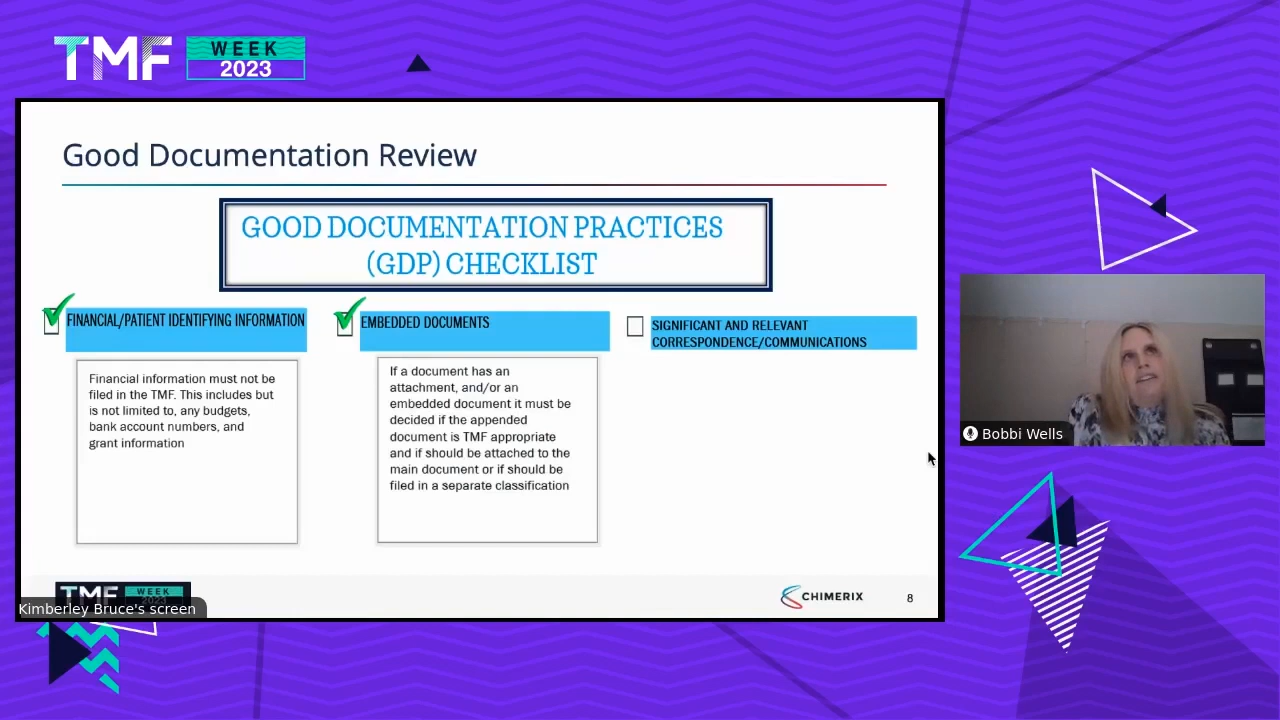 TMF
WEEK
2023
Good Documentation Review
GOOD DOCUMENTATION PRACTICES
(GDP) CHECKLIST
FINANCIAL/PATIENT IDENTIFYING INFORMATION
Financial information must not be
filed in the TMF. This includes but
is not limited to, any budgets,
bank account numbers, and
grant information
EMBEDDED DOCUMENTS
If a document has an
attachment, and/or an
embedded document it must be
decided if the appended
document is TMF appropriate
and if should be attached to the
main document or if should be
filed in a separate classification
SIGNIFICANT AND RELEVANT
CORRESPONDENCE/COMMUNICATIONS
Bobbi Wells
TMF
WEEK
2023
Kimberley Bruce's screen
CHIMERIX
8